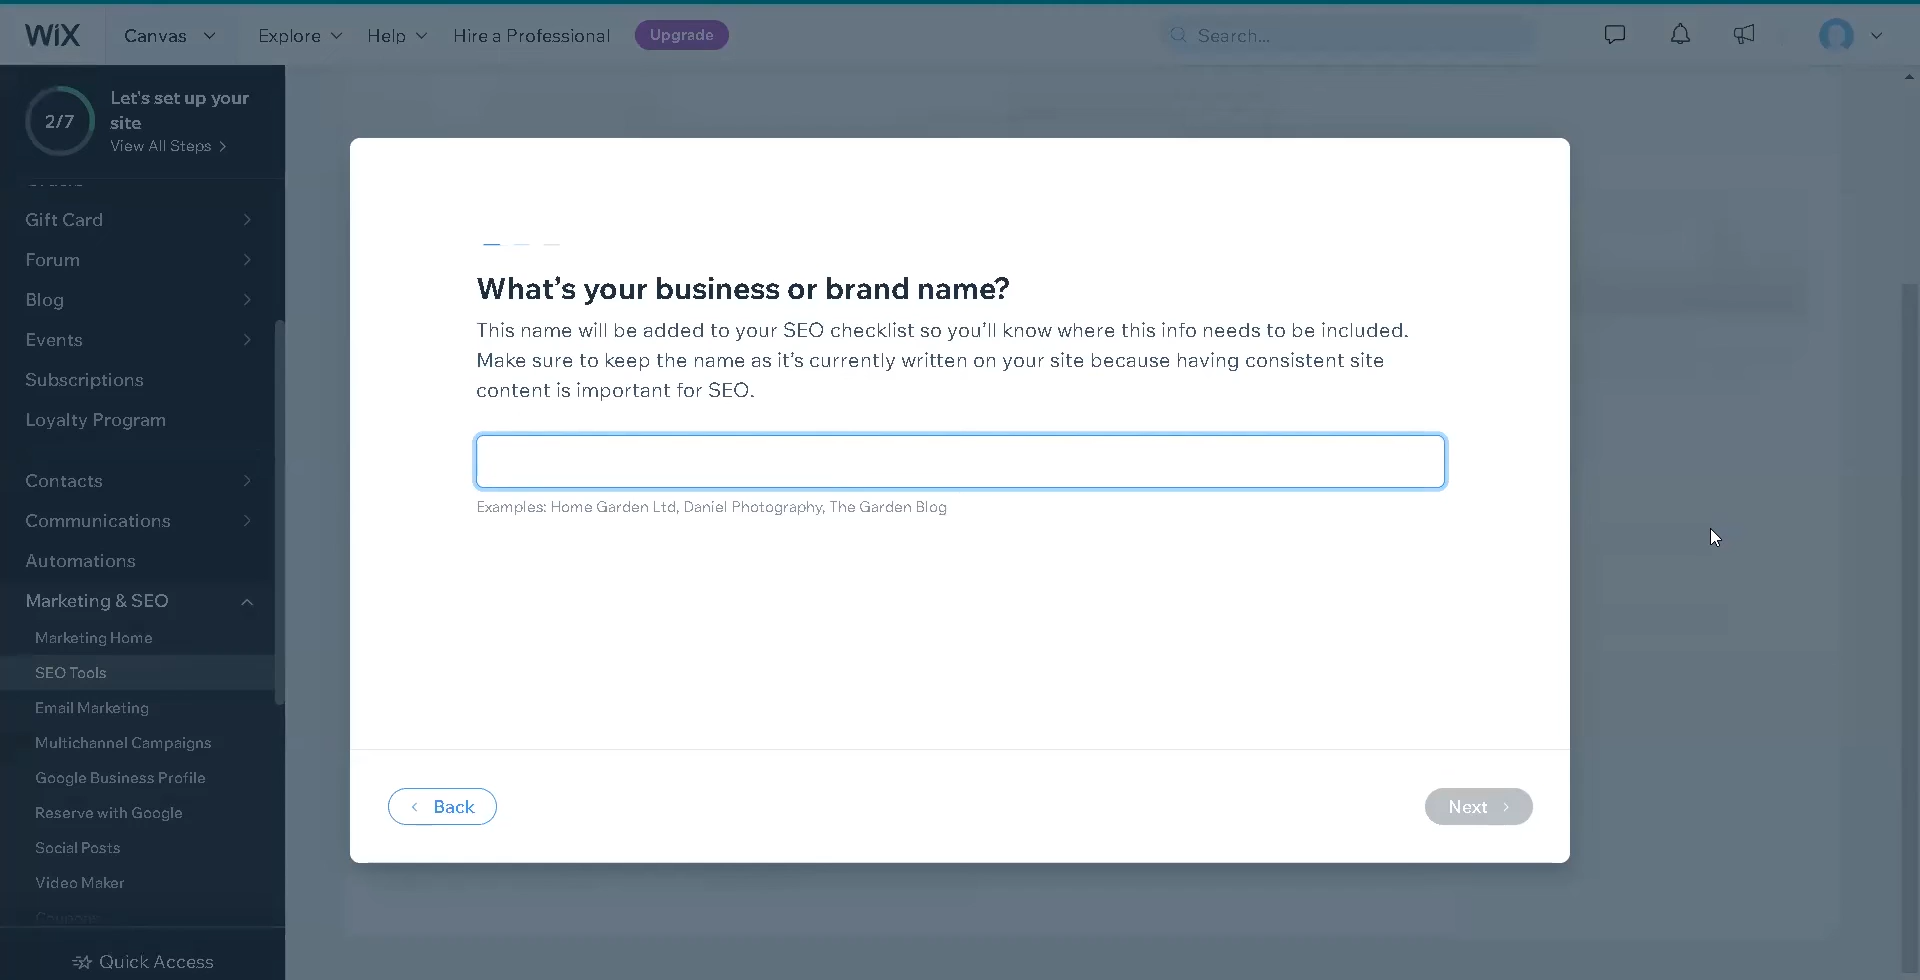 WiX
Canvas
Explore
Help
Hire a Professional
Upgrade
Search...
2/7
Let's set up your
site
View All Steps
Gift Card
Forum
Blog
Events
Subscriptions
Loyalty Program
Contacts
Communications
Automations
Marketing & SEO
Marketing Home
SEO Tools
Email Marketing
Multichannel Campaigns
Google Business Profile
Reserve with Google
Social Posts
Video Maker
Coupons
Quick Access
What's your business or brand name?
This name will be added to your SEO checklist so you'll know where this info needs to be included.
Make sure to keep the name as it's currently written on your site because having consistent site
content is important for SEO.
Examples: Home Garden Ltd, Daniel Photography, The Garden Blog
Back
Next